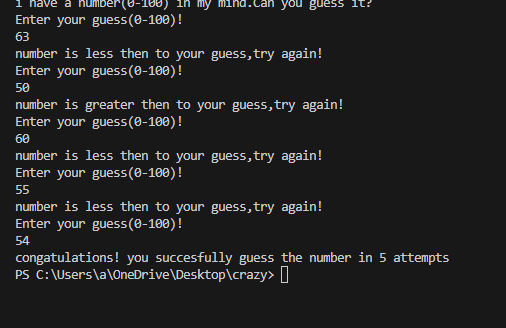 i have a number(0-100) in my mind.Can you guess it?
Enter your guess(0-100)!
63
number is less then to your guess,try again!
Enter your guess(0-100)!
50
number is greater then to your guess,try again!
Enter your guess(0-100)!
60
number is less then to your guess,try again!
Enter your guess(0-100)!
55
number is less then to your guess,try again!
Enter your guess(0-100)!
54
congatulations! you succesfully guess the number in 5 attempts
PS C:\Users\a\OneDrive\Desktop\crazy>